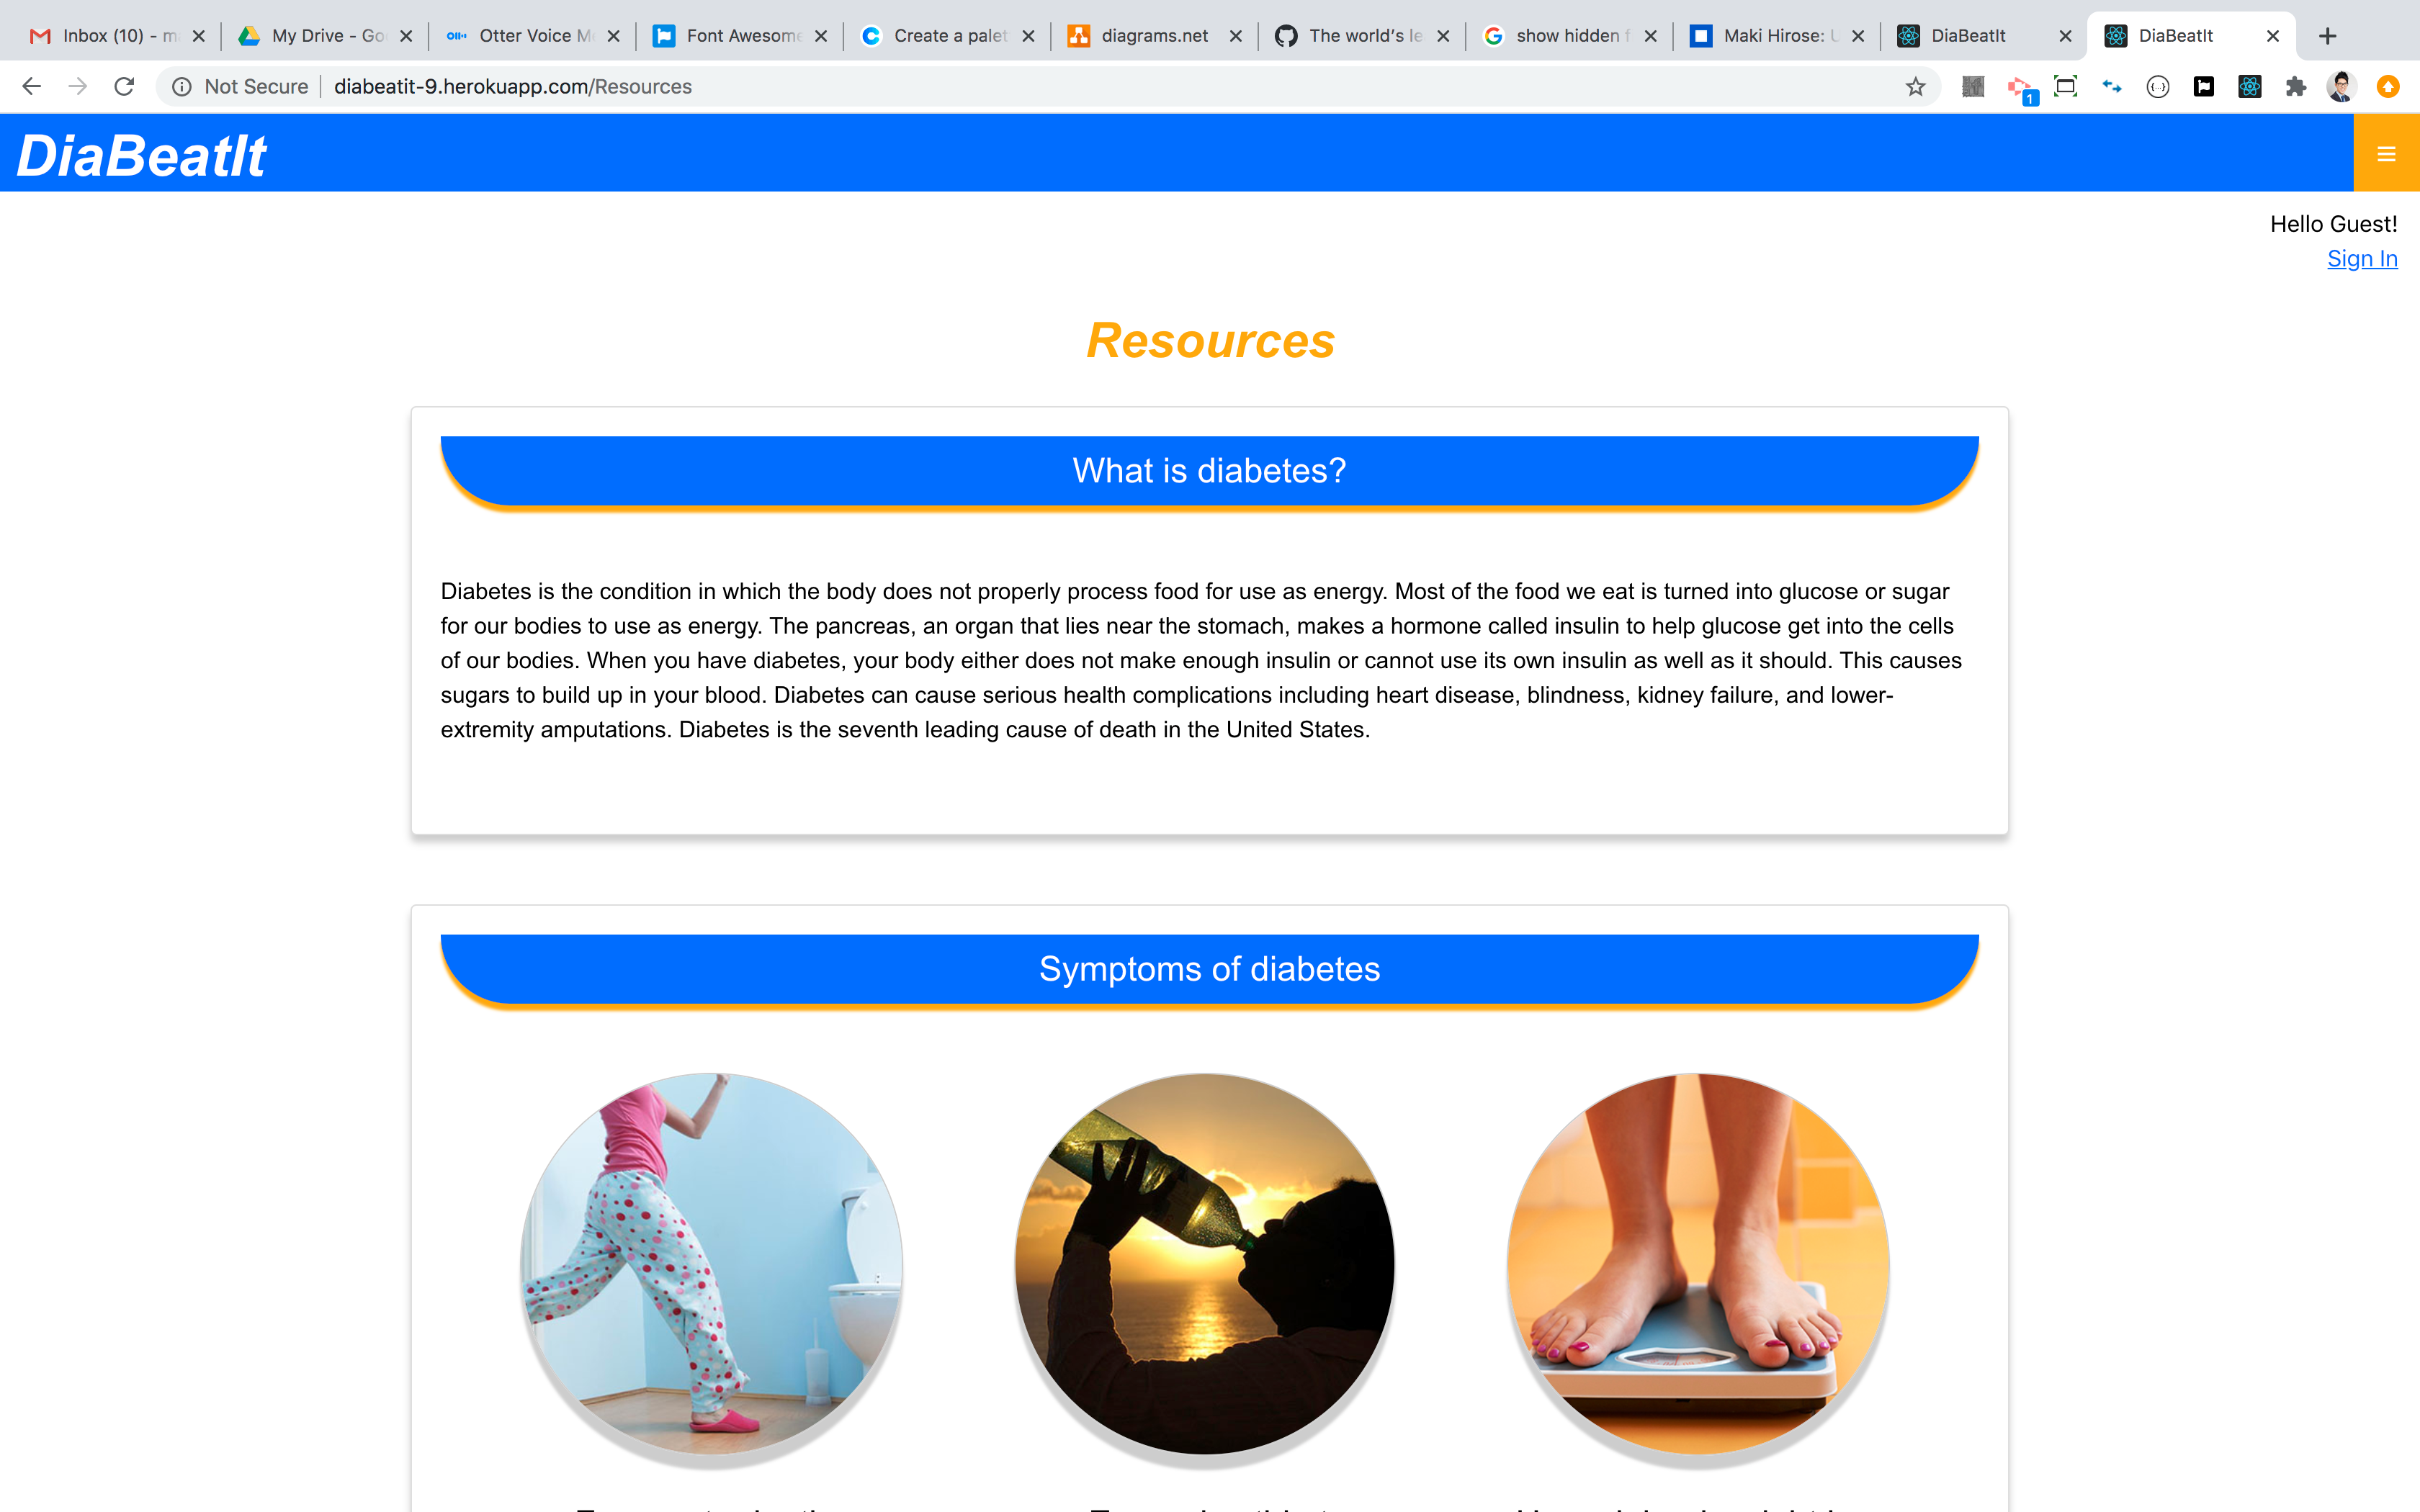 Inbox (10) - m
My Drive - Go
Otter Voice M
Font Awesome
Create a palet
diagrams.net
The world's le
show hidden f
Maki Hirose: U
DiaBeatIt
DiaBeatIt
Not Secure
diabeatit-9.herokuapp.com/Resources
1
DiaBeatIt
Hello Guest!
Sign In
Resources
What is diabetes?
Diabetes is the condition in which the body does not properly process food for use as energy. Most of the food we eat is turned into glucose or sugar
for our bodies to use as energy. The pancreas, an organ that lies near the stomach, makes a hormone called insulin to help glucose get into the cells
of our bodies. When you have diabetes, your body either does not make enough insulin or cannot use its own insulin as well as it should. This causes
sugars to build up in your blood. Diabetes can cause serious health complications including heart disease, blindness, kidney failure, and lower-
extremity amputations. Diabetes is the seventh leading cause of death in the United States.
Symptoms of diabetes